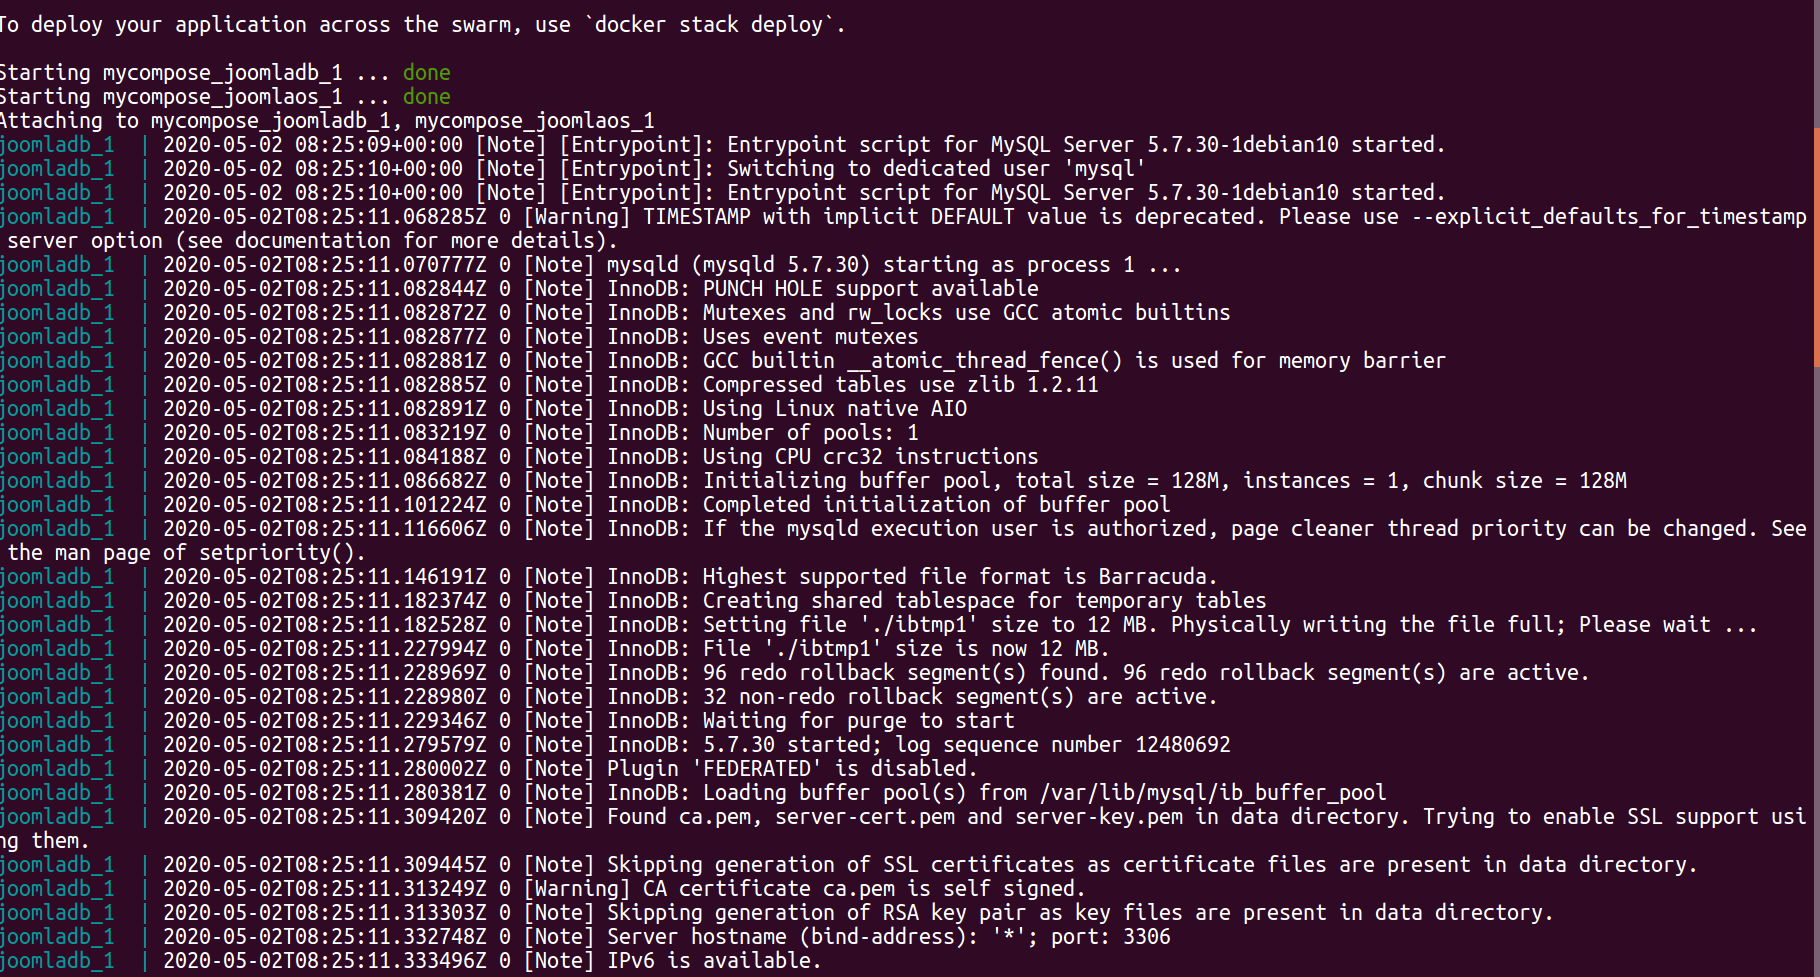 To deploy your application across the swarm, use `docker stack deploy`.
Starting mycompose_joomladb_1 ... done
Starting mycompose_joomlaos_1 ... done
Attaching to mycompose_joomladb_1, mycompose_joomlaos_1
joomladb_1  | 2020-05-02 08:25:09+00:00 [Note] [Entrypoint]: Entrypoint script for MySQL Server 5.7.30-1debian10 started.
joomladb_1  | 2020-05-02 08:25:10+00:00 [Note] [Entrypoint]: Switching to dedicated user 'mysql'
joomladb_1  | 2020-05-02 08:25:10+00:00 [Note] [Entrypoint]: Entrypoint script for MySQL Server 5.7.30-1debian10 started.
joomladb_1  | 2020-05-02T08:25:11.068285Z 0 [Warning] TIMESTAMP with implicit DEFAULT value is deprecated. Please use --explicit_defaults_for_timestamp
server option (see documentation for more details).
joomladb_1  | 2020-05-02T08:25:11.070777Z 0 [Note] mysqld (mysqld 5.7.30) starting as process 1 ...
joomladb_1  | 2020-05-02T08:25:11.082844Z 0 [Note] InnoDB: PUNCH HOLE support available
joomladb_1  | 2020-05-02T08:25:11.082872Z 0 [Note] InnoDB: Mutexes and rw_locks use GCC atomic builtins
joomladb_1  | 2020-05-02T08:25:11.082877Z 0 [Note] InnoDB: Uses event mutexes
joomladb_1  | 2020-05-02T08:25:11.082881Z 0 [Note] InnoDB: GCC builtin __atomic_thread_fence() is used for memory barrier
joomladb_1  | 2020-05-02T08:25:11.082885Z 0 [Note] InnoDB: Compressed tables use zlib 1.2.11
joomladb_1  | 2020-05-02T08:25:11.082891Z 0 [Note] InnoDB: Using Linux native AIO
joomladb_1  | 2020-05-02T08:25:11.083219Z 0 [Note] InnoDB: Number of pools: 1
joomladb_1  | 2020-05-02T08:25:11.084188Z 0 [Note] InnoDB: Using CPU crc32 instructions
joomladb_1  | 2020-05-02T08:25:11.086682Z 0 [Note] InnoDB: Initializing buffer pool, total size = 128M, instances = 1, chunk size = 128M
joomladb_1  | 2020-05-02T08:25:11.101224Z 0 [Note] InnoDB: Completed initialization of buffer pool
joomladb_1  | 2020-05-02T08:25:11.116606Z 0 [Note] InnoDB: If the mysqld execution user is authorized, page cleaner thread priority can be changed. See
the man page of setpriority().
joomladb_1  | 2020-05-02T08:25:11.146191Z 0 [Note] InnoDB: Highest supported file format is Barracuda.
joomladb_1  | 2020-05-02T08:25:11.182374Z 0 [Note] InnoDB: Creating shared tablespace for temporary tables
joomladb_1  | 2020-05-02T08:25:11.182528Z 0 [Note] InnoDB: Setting file './ibtmp1' size to 12 MB. Physically writing the file full; Please wait ...
joomladb_1  | 2020-05-02T08:25:11.227994Z 0 [Note] InnoDB: File './ibtmp1' size is now 12 MB.
joomladb_1  | 2020-05-02T08:25:11.228969Z 0 [Note] InnoDB: 96 redo rollback segment(s) found. 96 redo rollback segment(s) are active.
joomladb_1  | 2020-05-02T08:25:11.228980Z 0 [Note] InnoDB: 32 non-redo rollback segment(s) are active.
joomladb_1  | 2020-05-02T08:25:11.229346Z 0 [Note] InnoDB: Waiting for purge to start
joomladb_1  | 2020-05-02T08:25:11.279579Z 0 [Note] InnoDB: 5.7.30 started; log sequence number 12480692
joomladb_1  | 2020-05-02T08:25:11.280002Z 0 [Note] Plugin 'FEDERATED' is disabled.
joomladb_1  | 2020-05-02T08:25:11.280381Z 0 [Note] InnoDB: Loading buffer pool(s) from /var/lib/mysql/ib_buffer_pool
joomladb_1  | 2020-05-02T08:25:11.309420Z 0 [Note] Found ca.pem, server-cert.pem and server-key.pem in data directory. Trying to enable SSL support usi
ng them.
joomladb_1  | 2020-05-02T08:25:11.309445Z 0 [Note] Skipping generation of SSL certificates as certificate files are present in data directory.
joomladb_1  | 2020-05-02T08:25:11.313249Z 0 [Warning] CA certificate ca.pem is self signed.
joomladb_1  | 2020-05-02T08:25:11.313303Z 0 [Note] Skipping generation of RSA key pair as key files are present in data directory.
joomladb_1  | 2020-05-02T08:25:11.332748Z 0 [Note] Server hostname (bind-address): '*'; port: 3306
joomladb_1  | 2020-05-02T08:25:11.333496Z 0 [Note] IPv6 is available.